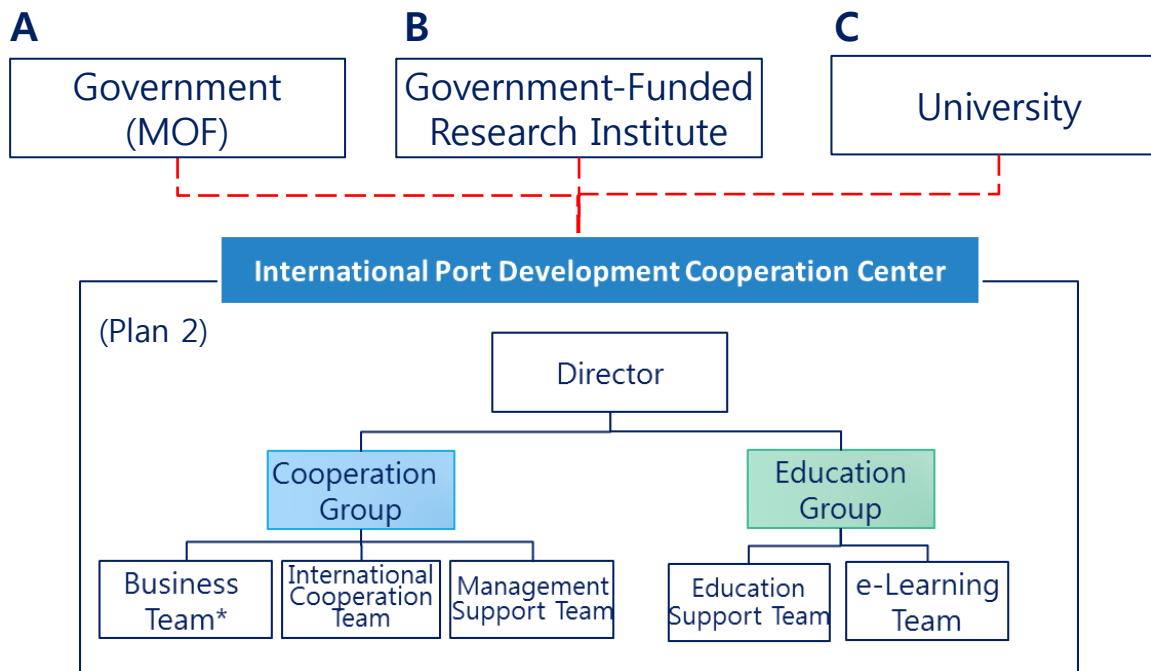 A
B
C
Government
(MOF)
Government-Funded
Research Institute
University
International Port Development Cooperation Center
(Plan 2)
Director
Cooperation
Group
Education
Group
Business
Team*
International
Cooperation
Team
Management
Support Team
Education
Support Team
e-Learning
Team